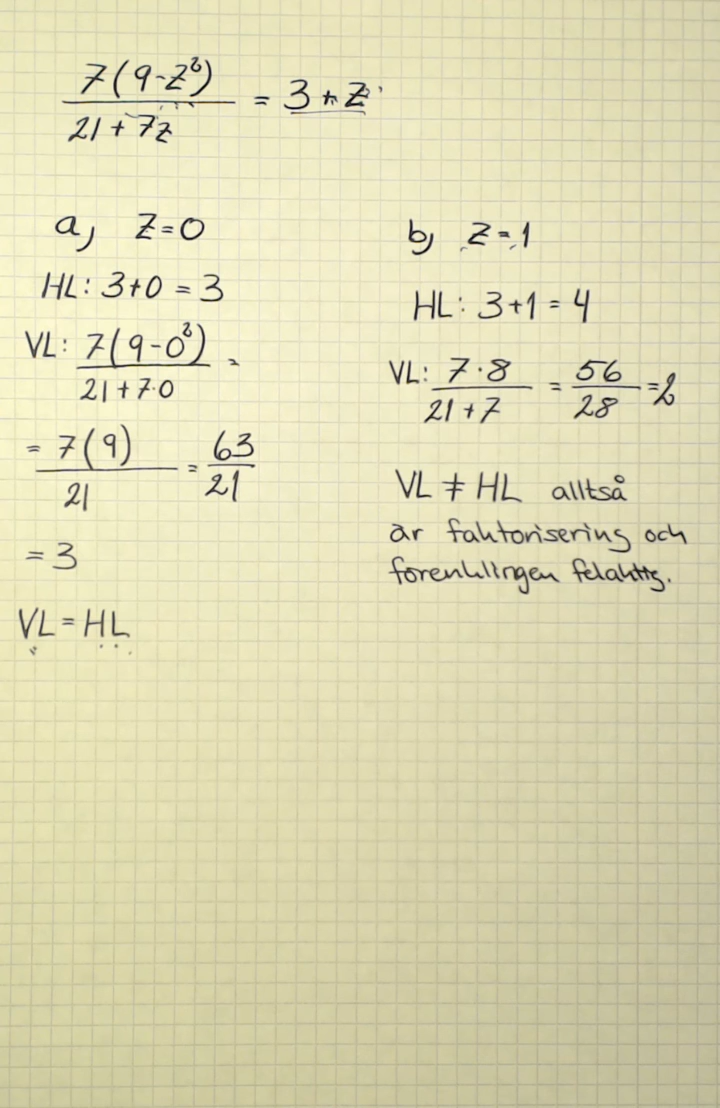 7(9-z²)/(21+7z) = 3+z
a) z=0
HL: 3+0 = 3
VL: 7(9-0²)/(21+7·0) =
= 7(9)/21 = 63/21
= 3
VL = HL
b) z=1
HL: 3+1 = 4
VL: 7·8/(21+7) = 56/28 = 2
VL ≠ HL alltså
är faktorisering och
förenklingen felaktig.